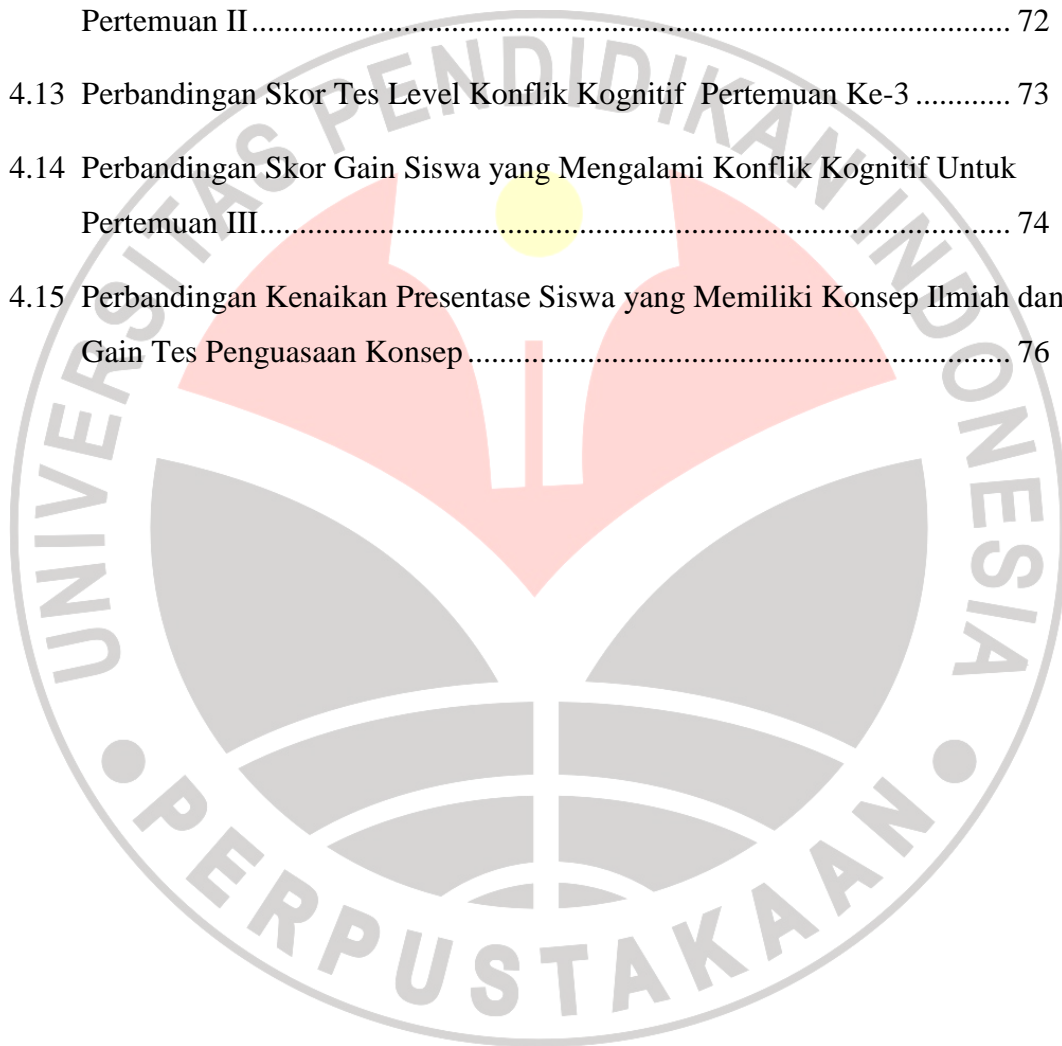 Pertemuan II ........................................................................................ 72
4.13 Perbandingan Skor Tes Level Konflik Kognitif Pertemuan Ke-3 ........... 73
4.14 Perbandingan Skor Gain Siswa yang Mengalami Konflik Kognitif Untuk
Pertemuan III....................................................................................... 74
4.15 Perbandingan Kenaikan Presentase Siswa yang Memiliki Konsep Ilmiah dan
Gain Tes Penguasaan Konsep ............................................................... 76
UNIVERSITAS PENDIDIKAN INDONESIA
PERPUSTAKAAN